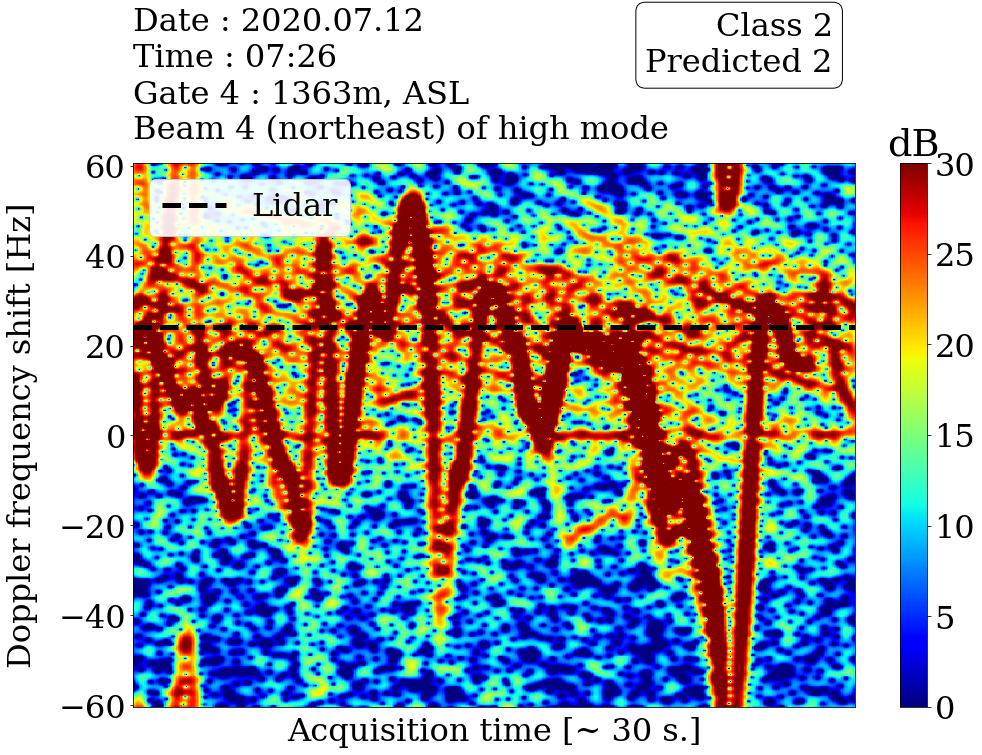 Date : 2020.07.12
Time : 07:26
Gate 4 : 1363m, ASL
Beam 4 (northeast) of high mode
Class 2
Predicted 2
dB
Lidar
60
40
20
0
−20
−40
−60
Doppler frequency shift [Hz]
Acquisition time [~ 30 s.]
30
25
20
15
10
5
0